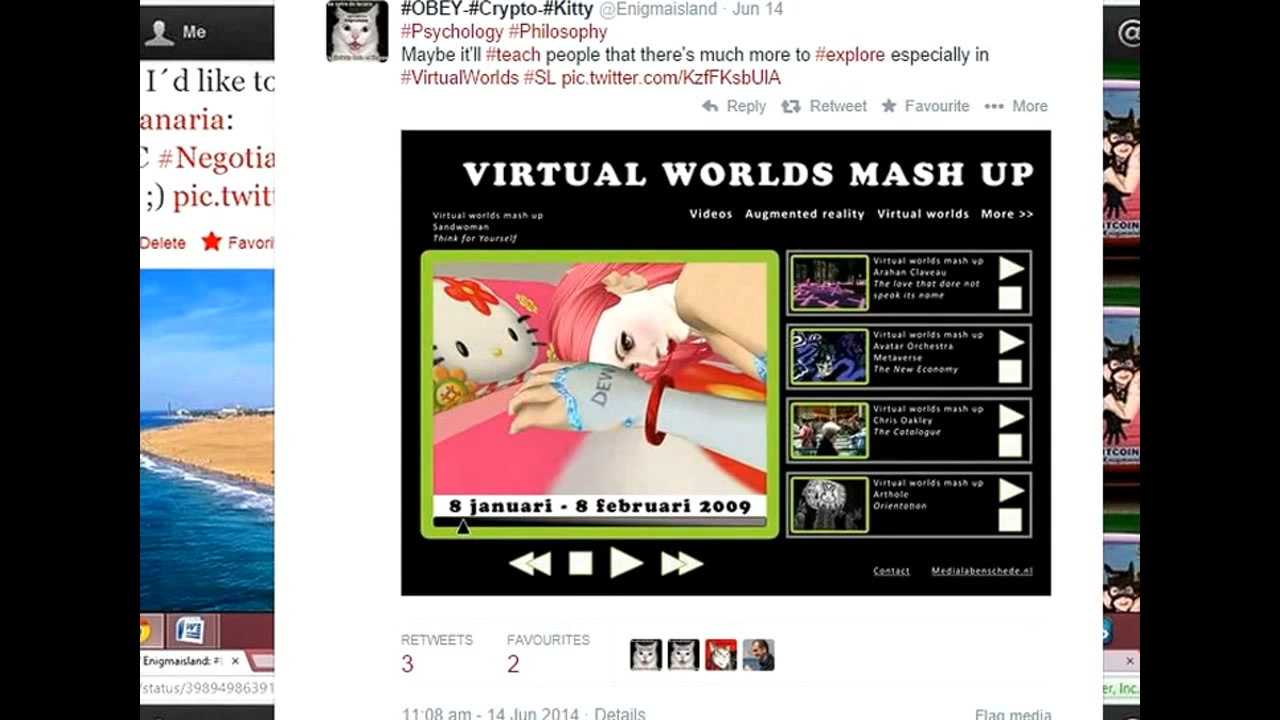 #OBEY-#Crypto-#Kitty @Enigmaisland · Jun 14
#Psychology #Philosophy
Maybe it'll #teach people that there's much more to #explore especially in
#VirtualWorlds #SL pic.twitter.com/KzfFKsbUlA
Reply Retweet Favourite More
Me
I´d like to
anaria:
C #Negotia
;) pic.twit
Delete Favori
VIRTUAL WORLDS MASH UP
Videos Augmented reality Virtual worlds More >>
Virtual worlds mash up
Sandwoman
Think for Yourself
DEW
8 januari - 8 februari 2009
Virtual worlds mash up
Arahan Claveau
The love that dare not
speak its name
Virtual worlds mash up
Avatar Orchestra
Metaverse
The New Economy
Virtual worlds mash up
Chris Oakley
The Catalogue
Virtual worlds mash up
Arthole
Orientation
Contact Medialabenschede.nl
RETWEETS FAVOURITES
3 2
11:08 am - 14 Jun 2014 · Details
Flag media
Enigmaisland: #
/status/39894986391
@
TCOIN
TCOIN
er, Inc.